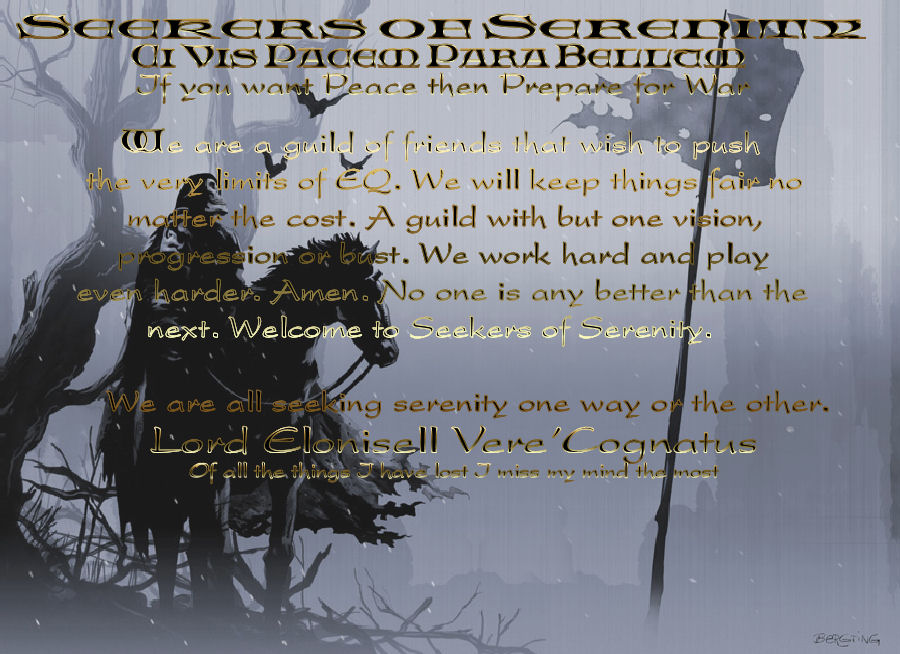 Seekers of Serenity
Ci Vis Pacem Para Bellum
If you want Peace then Prepare for War
We are a guild of friends that wish to push
the very limits of EQ. We will keep things fair no
matter the cost. A guild with but one vision,
progression or bust. We work hard and play
even harder. Amen. No one is any better than the
next. Welcome to Seekers of Serenity.
We are all seeking serenity one way or the other.
Lord Elonisell Vere'Cognatus
Of all the things I have lost I miss my mind the most
BERGTING